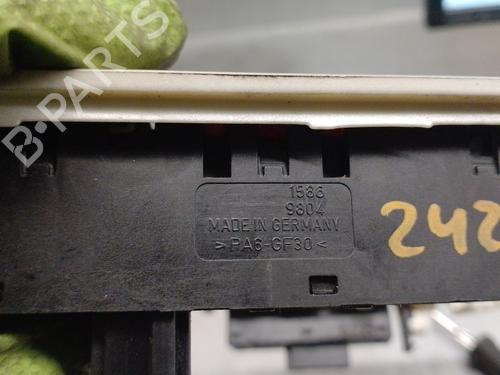 B-PARTS
1586
9804
MADE IN GERMANY
>PA6-GF30<
242